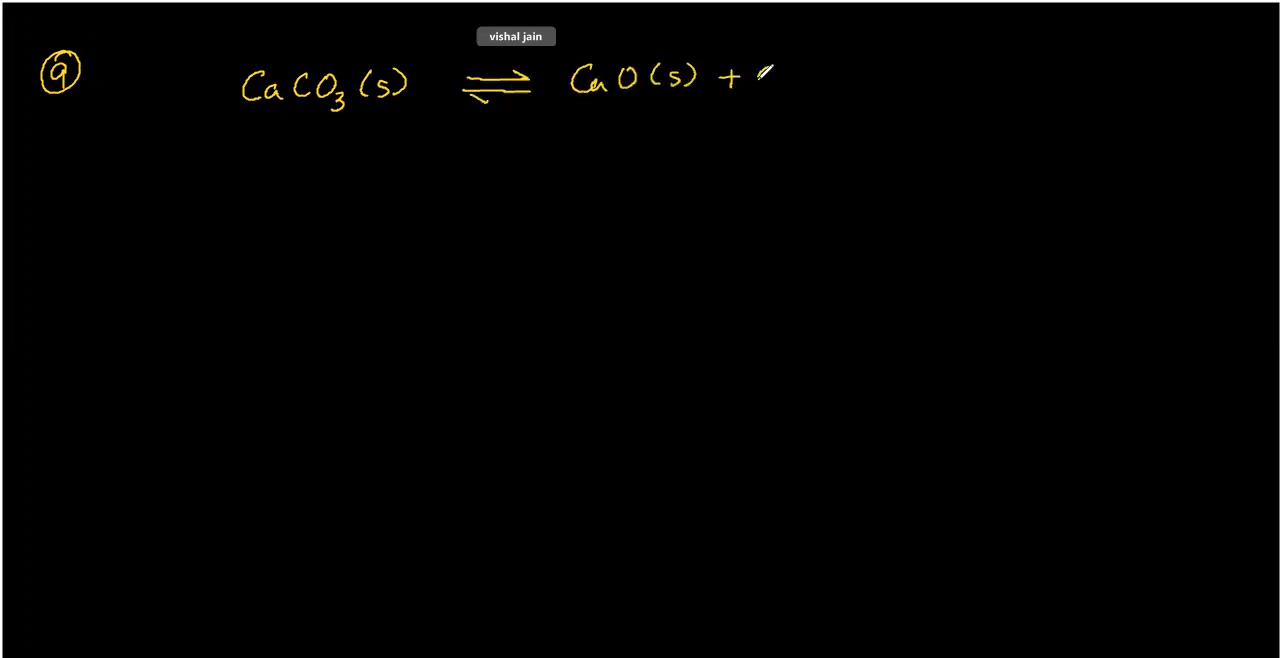 vishal jain
9 CaCO₃(s) ⇌ CaO(s) +